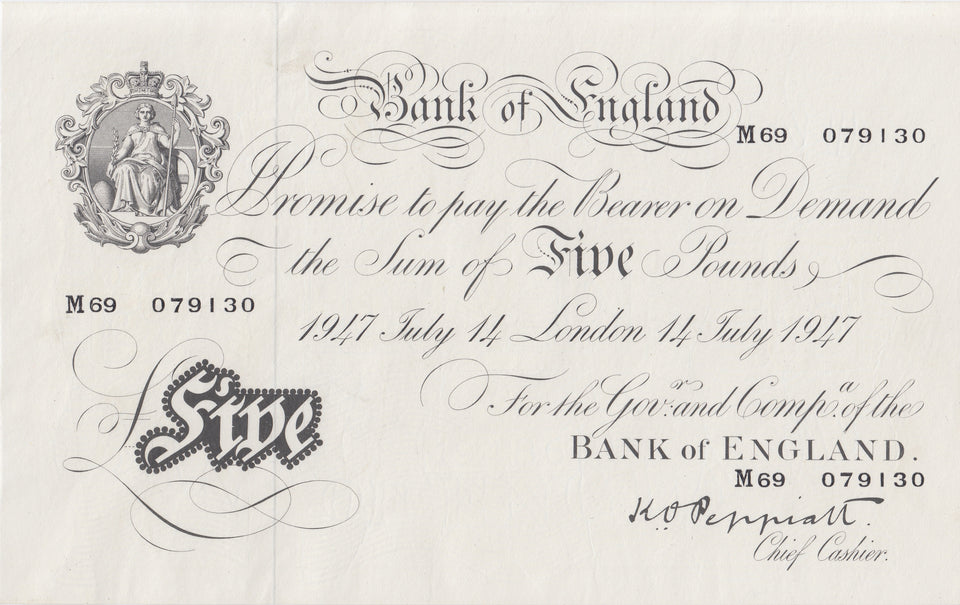 Bank of England
M69 079130
I Promise to pay the Bearer on Demand
the Sum of Five Pounds
M69 079130
1947 July 14 London 14 July 1947
£Five
For the Gov.r and Comp.a of the
BANK of ENGLAND.
M69 079130
K.O. Peppiatt.
Chief Cashier.